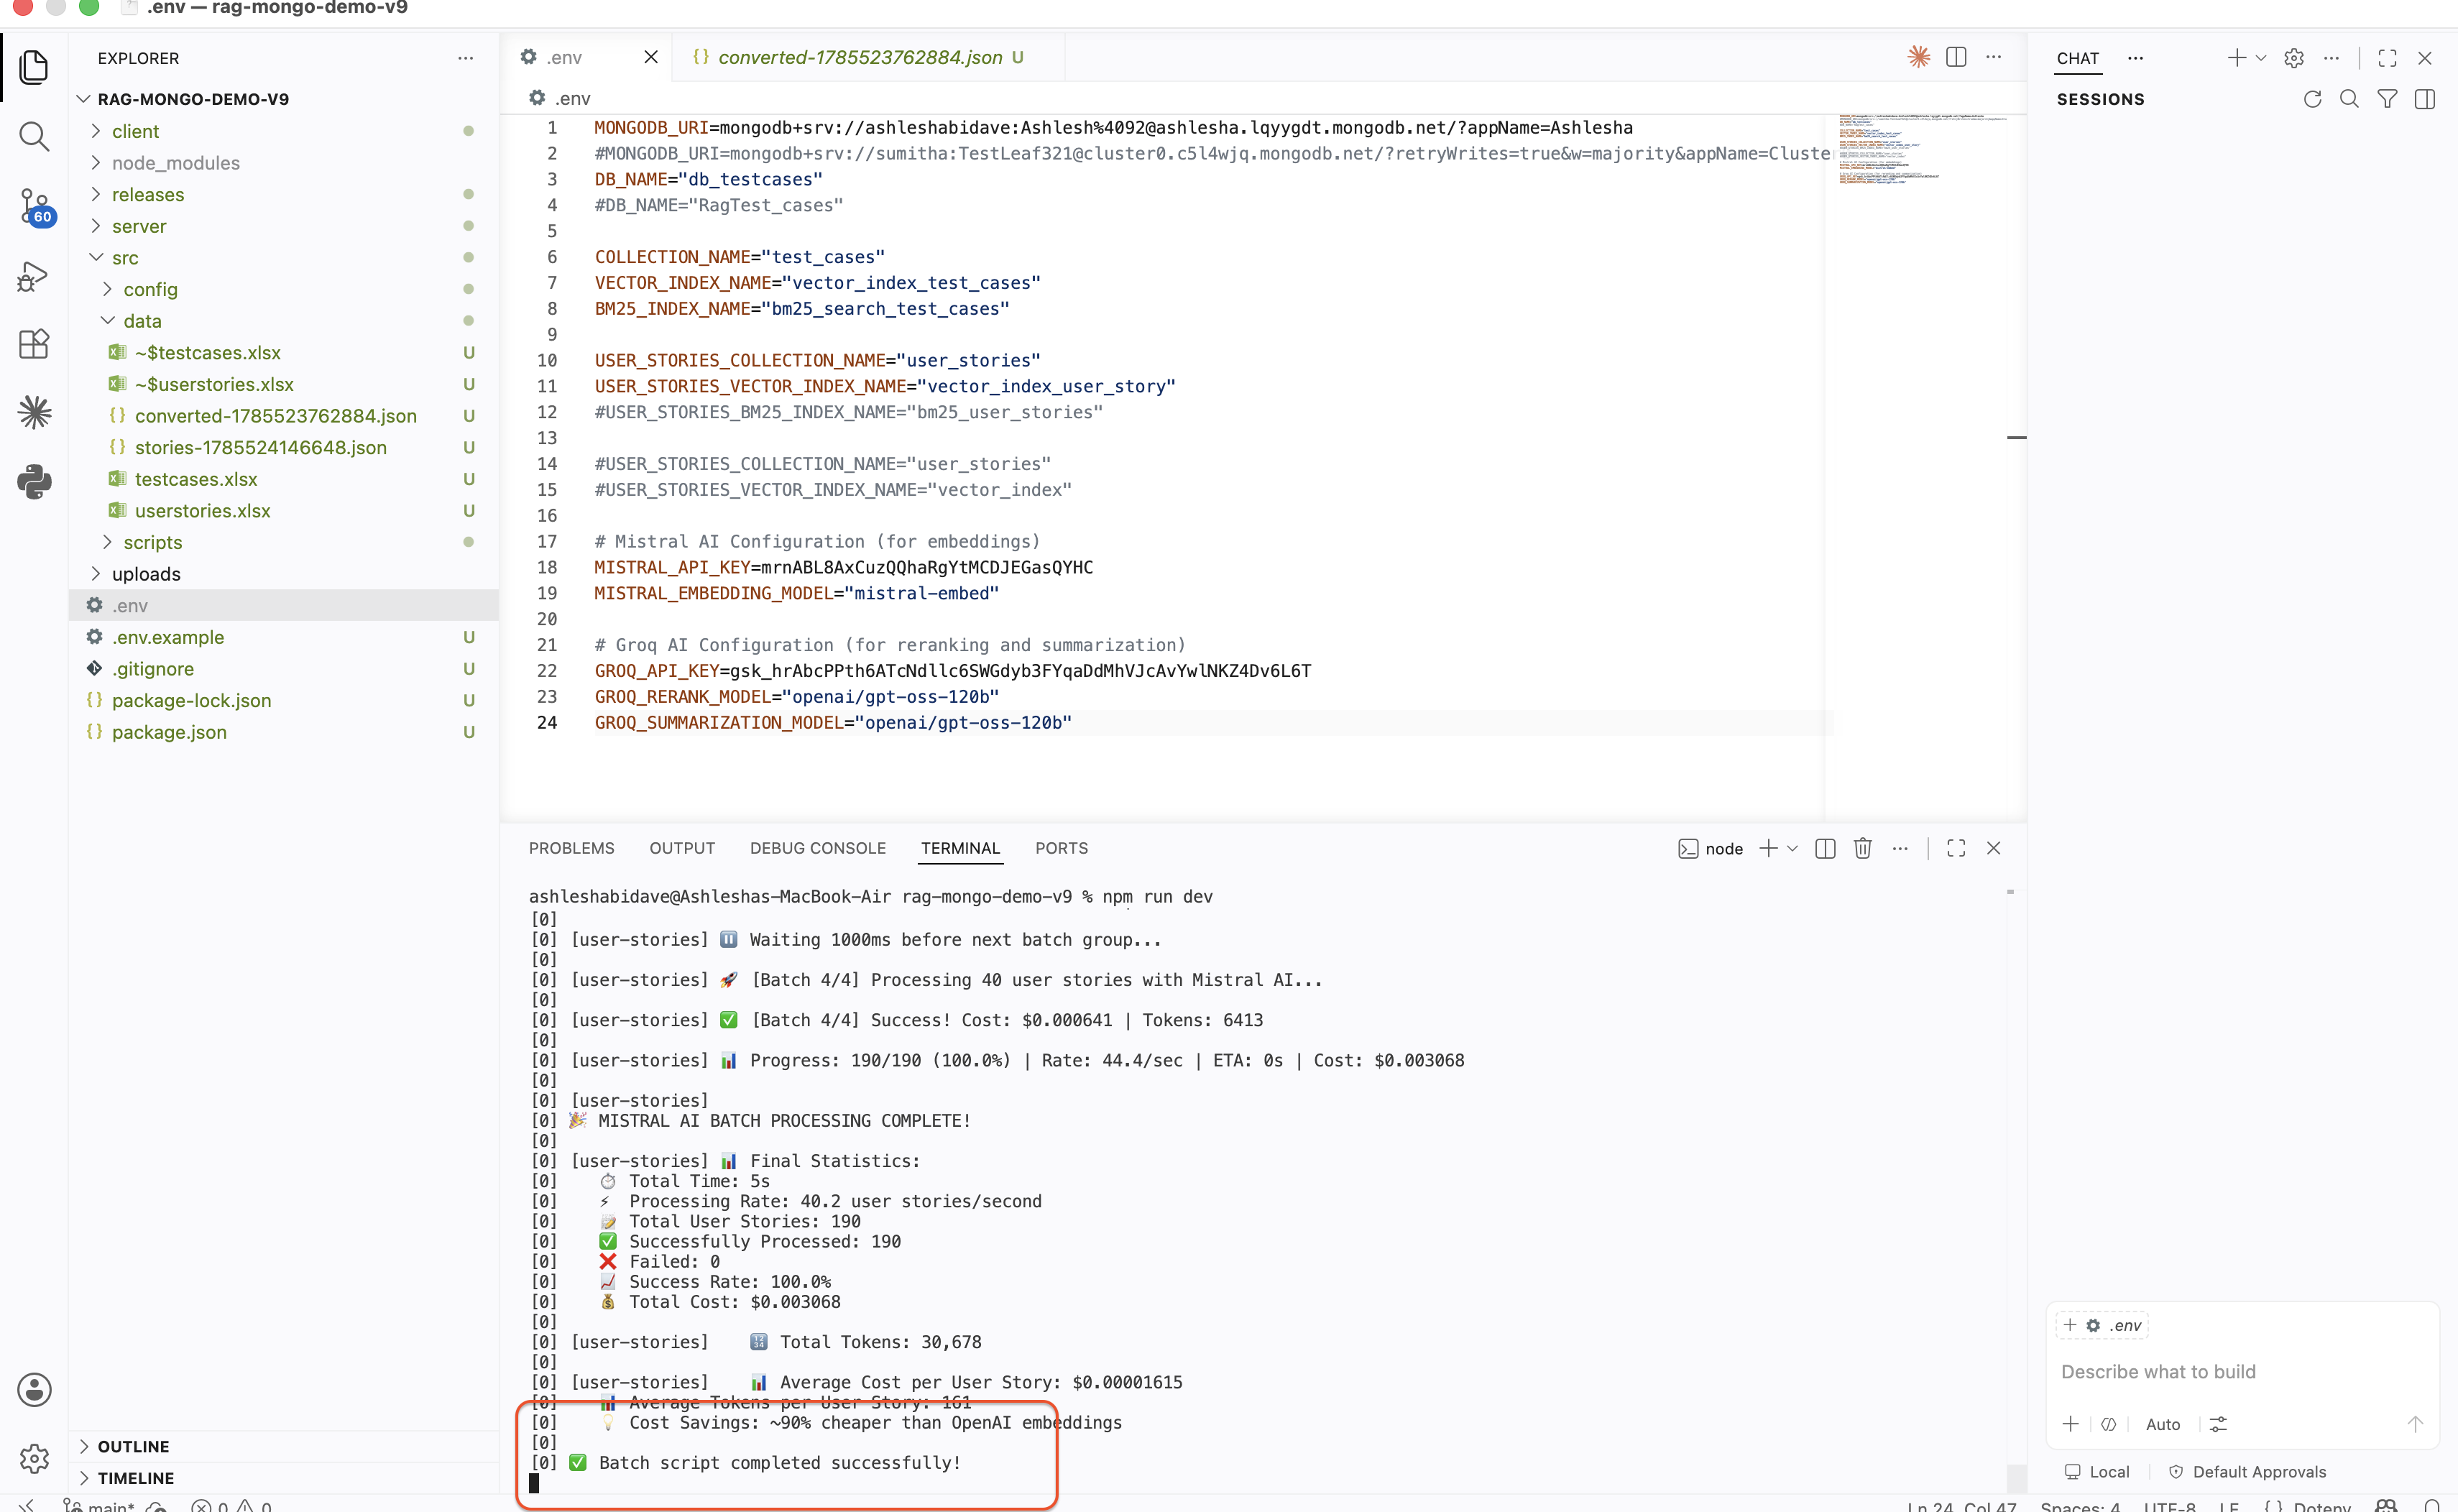 .env — rag-mongo-demo-v9
EXPLORER
RAG-MONGO-DEMO-V9
client
node_modules
releases
server
src
config
data
~$testcases.xlsx U
~$userstories.xlsx U
converted-1785523762884.json U
stories-1785524146648.json U
testcases.xlsx U
userstories.xlsx U
scripts
uploads
.env
.env.example U
.gitignore U
package-lock.json U
package.json U
OUTLINE
TIMELINE
60
.env
converted-1785523762884.json U
.env
1 MONGODB_URI=mongodb+srv://ashleshabidave:Ashlesh%4092@ashlesha.lqyygdt.mongodb.net/?appName=Ashlesha
2 #MONGODB_URI=mongodb+srv://sumitha:TestLeaf321@cluster0.c5l4wjq.mongodb.net/?retryWrites=true&w=majority&appName=Cluste
3 DB_NAME="db_testcases"
4 #DB_NAME="RagTest_cases"
5
6 COLLECTION_NAME="test_cases"
7 VECTOR_INDEX_NAME="vector_index_test_cases"
8 BM25_INDEX_NAME="bm25_search_test_cases"
9
10 USER_STORIES_COLLECTION_NAME="user_stories"
11 USER_STORIES_VECTOR_INDEX_NAME="vector_index_user_story"
12 #USER_STORIES_BM25_INDEX_NAME="bm25_user_stories"
13
14 #USER_STORIES_COLLECTION_NAME="user_stories"
15 #USER_STORIES_VECTOR_INDEX_NAME="vector_index"
16
17 # Mistral AI Configuration (for embeddings)
18 MISTRAL_API_KEY=mrnABL8AxCuzQQhaRgYtMCDJEGasQYHC
19 MISTRAL_EMBEDDING_MODEL="mistral-embed"
20
21 # Groq AI Configuration (for reranking and summarization)
22 GROQ_API_KEY=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
23 GROQ_RERANK_MODEL="openai/gpt-oss-120b"
24 GROQ_SUMMARIZATION_MODEL="openai/gpt-oss-120b"
PROBLEMS OUTPUT DEBUG CONSOLE TERMINAL PORTS
node
ashleshabidave@Ashleshas-MacBook-Air rag-mongo-demo-v9 % npm run dev
[0]
[0] [user-stories] ⏸️ Waiting 1000ms before next batch group...
[0]
[0] [user-stories] 🚀 [Batch 4/4] Processing 40 user stories with Mistral AI...
[0]
[0] [user-stories] ✅ [Batch 4/4] Success! Cost: $0.000641 | Tokens: 6413
[0]
[0] [user-stories] 📊 Progress: 190/190 (100.0%) | Rate: 44.4/sec | ETA: 0s | Cost: $0.003068
[0]
[0] [user-stories]
[0] 🎉 MISTRAL AI BATCH PROCESSING COMPLETE!
[0]
[0] [user-stories] 📊 Final Statistics:
[0] ⏱️ Total Time: 5s
[0] ⚡ Processing Rate: 40.2 user stories/second
[0] 📝 Total User Stories: 190
[0] ✅ Successfully Processed: 190
[0] ❌ Failed: 0
[0] 📈 Success Rate: 100.0%
[0] 💰 Total Cost: $0.003068
[0]
[0] [user-stories] 🔢 Total Tokens: 30,678
[0]
[0] [user-stories] 📊 Average Cost per User Story: $0.00001615
[0] 📊 Average Tokens per User Story: 161
[0] 💡 Cost Savings: ~90% cheaper than OpenAI embeddings
[0]
[0] ✅ Batch script completed successfully!
CHAT
SESSIONS
.env
Describe what to build
Auto
Local
Default Approvals
main* 0 0
Ln 24, Col 47 Spaces: 4 UTF-8 LF {} Dotenv